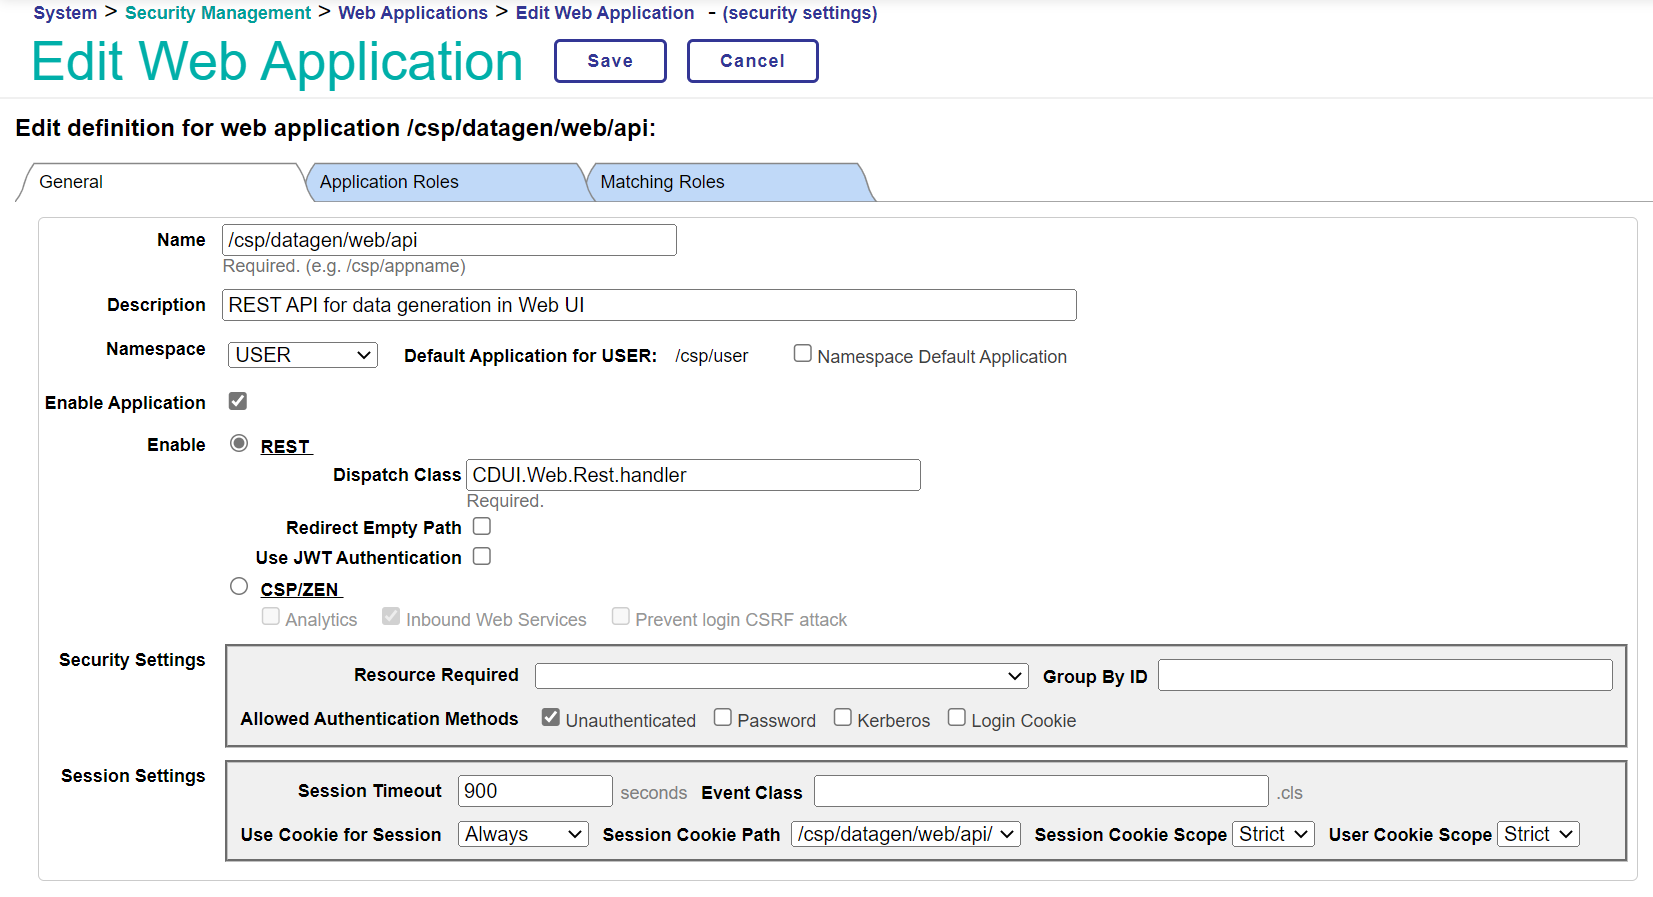 System > Security Management > Web Applications > Edit Web Application - (security settings)
Edit Web Application Save Cancel
Edit definition for web application /csp/datagen/web/api:
General Application Roles Matching Roles
Name /csp/datagen/web/api
Required. (e.g. /csp/appname)
Description REST API for data generation in Web UI
Namespace USER Default Application for USER: /csp/user Namespace Default Application
Enable Application
Enable REST
Dispatch Class CDUI.Web.Rest.handler
Required.
Redirect Empty Path
Use JWT Authentication
CSP/ZEN
Analytics Inbound Web Services Prevent login CSRF attack
Security Settings
Resource Required Group By ID
Allowed Authentication Methods Unauthenticated Password Kerberos Login Cookie
Session Settings
Session Timeout 900 seconds Event Class .cls
Use Cookie for Session Always Session Cookie Path /csp/datagen/web/api/ Session Cookie Scope Strict User Cookie Scope Strict